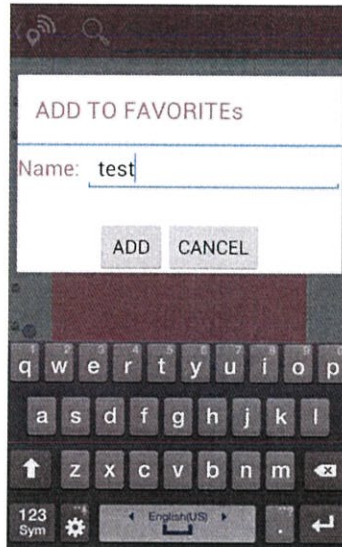 ADD TO FAVORITEs
Name: test
ADD CANCEL
q w e r t y u i o p
a s d f g h j k l
z x c v b n m
123
Sym
English(US)
.